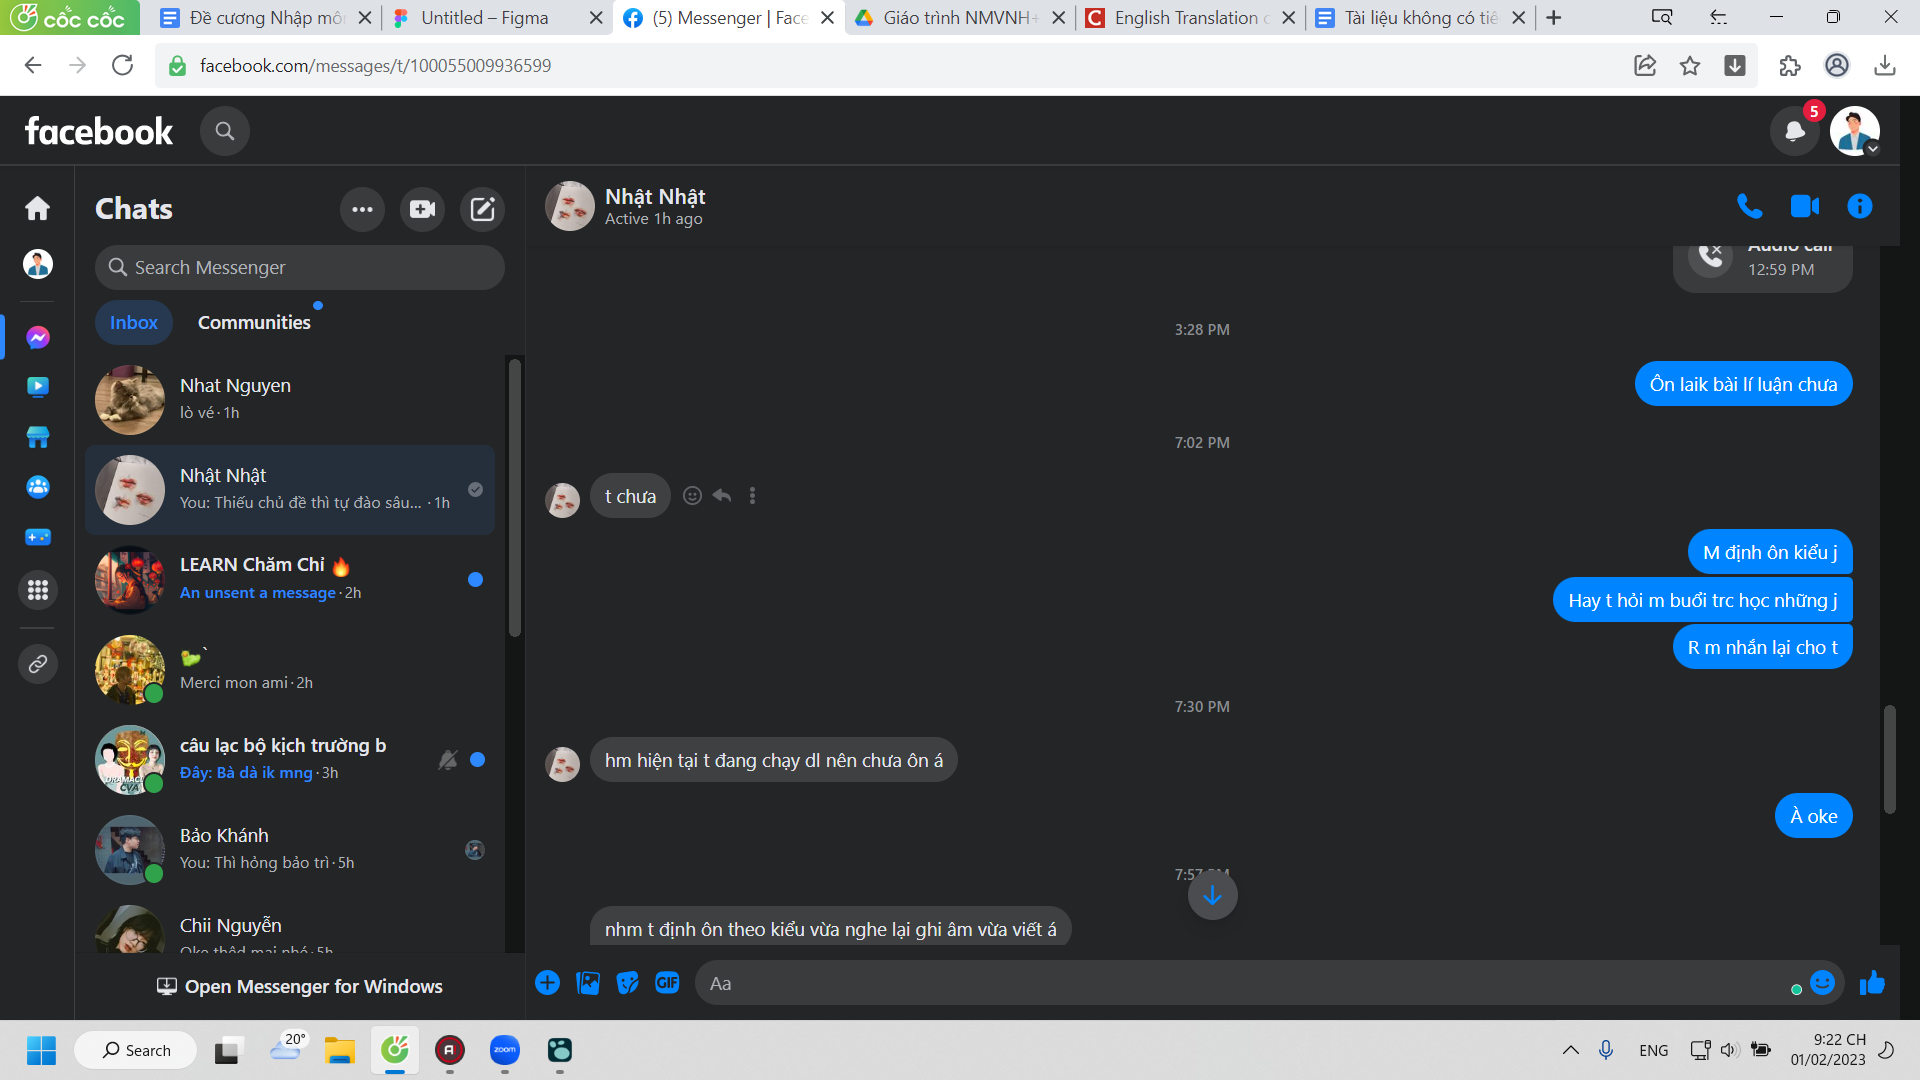 cốc cốc
Đề cương Nhập môn
Untitled – Figma
(5) Messenger | Face
Giáo trình NMVNH+
English Translation
Tài liệu không có tiê
facebook.com/messages/t/100055009936599
facebook
5
Chats
Search Messenger
Inbox
Communities
Nhat Nguyen
lò vé · 1h
Nhật Nhật
You: Thiếu chủ đề thì tự đào sâu... · 1h
LEARN Chăm Chỉ 🔥
An unsent a message · 2h
Merci mon ami · 2h
câu lạc bộ kịch trường b
Đây: Bà dà ik mng · 3h
Bảo Khánh
You: Thì hỏng bảo trì · 5h
Chii Nguyễn
Open Messenger for Windows
Nhật Nhật
Active 1h ago
Audio call
12:59 PM
3:28 PM
Ôn laik bài lí luận chưa
7:02 PM
t chưa
M định ôn kiểu j
Hay t hỏi m buổi trc học những j
R m nhắn lại cho t
7:30 PM
hm hiện tại t đang chạy dl nên chưa ôn á
À oke
7:57 PM
nhm t định ôn theo kiểu vừa nghe lại ghi âm vừa viết á
GIF
Aa
Search
20°
zoom
ENG
9:22 CH
01/02/2023